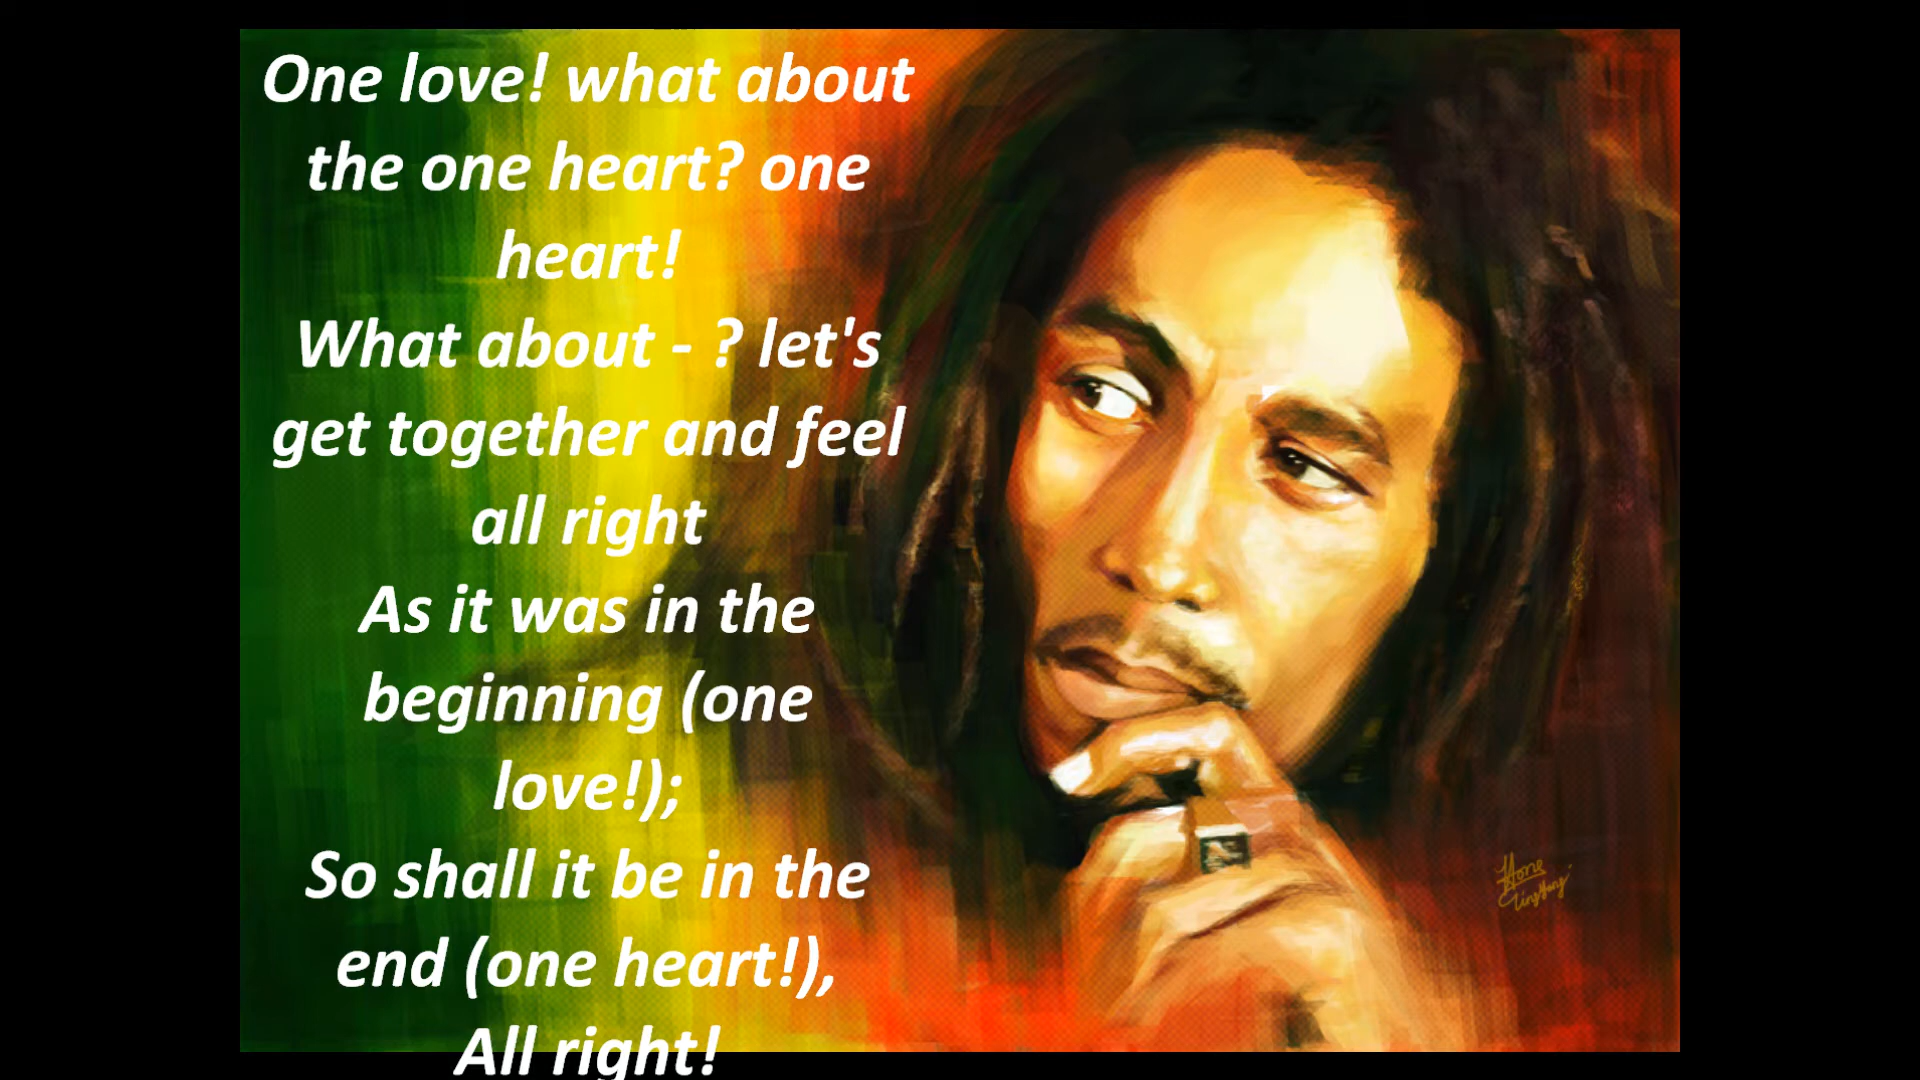 One love! what about
the one heart? one
heart!
What about - ? let's
get together and feel
all right
As it was in the
beginning (one
love!);
So shall it be in the
end (one heart!),
All right!